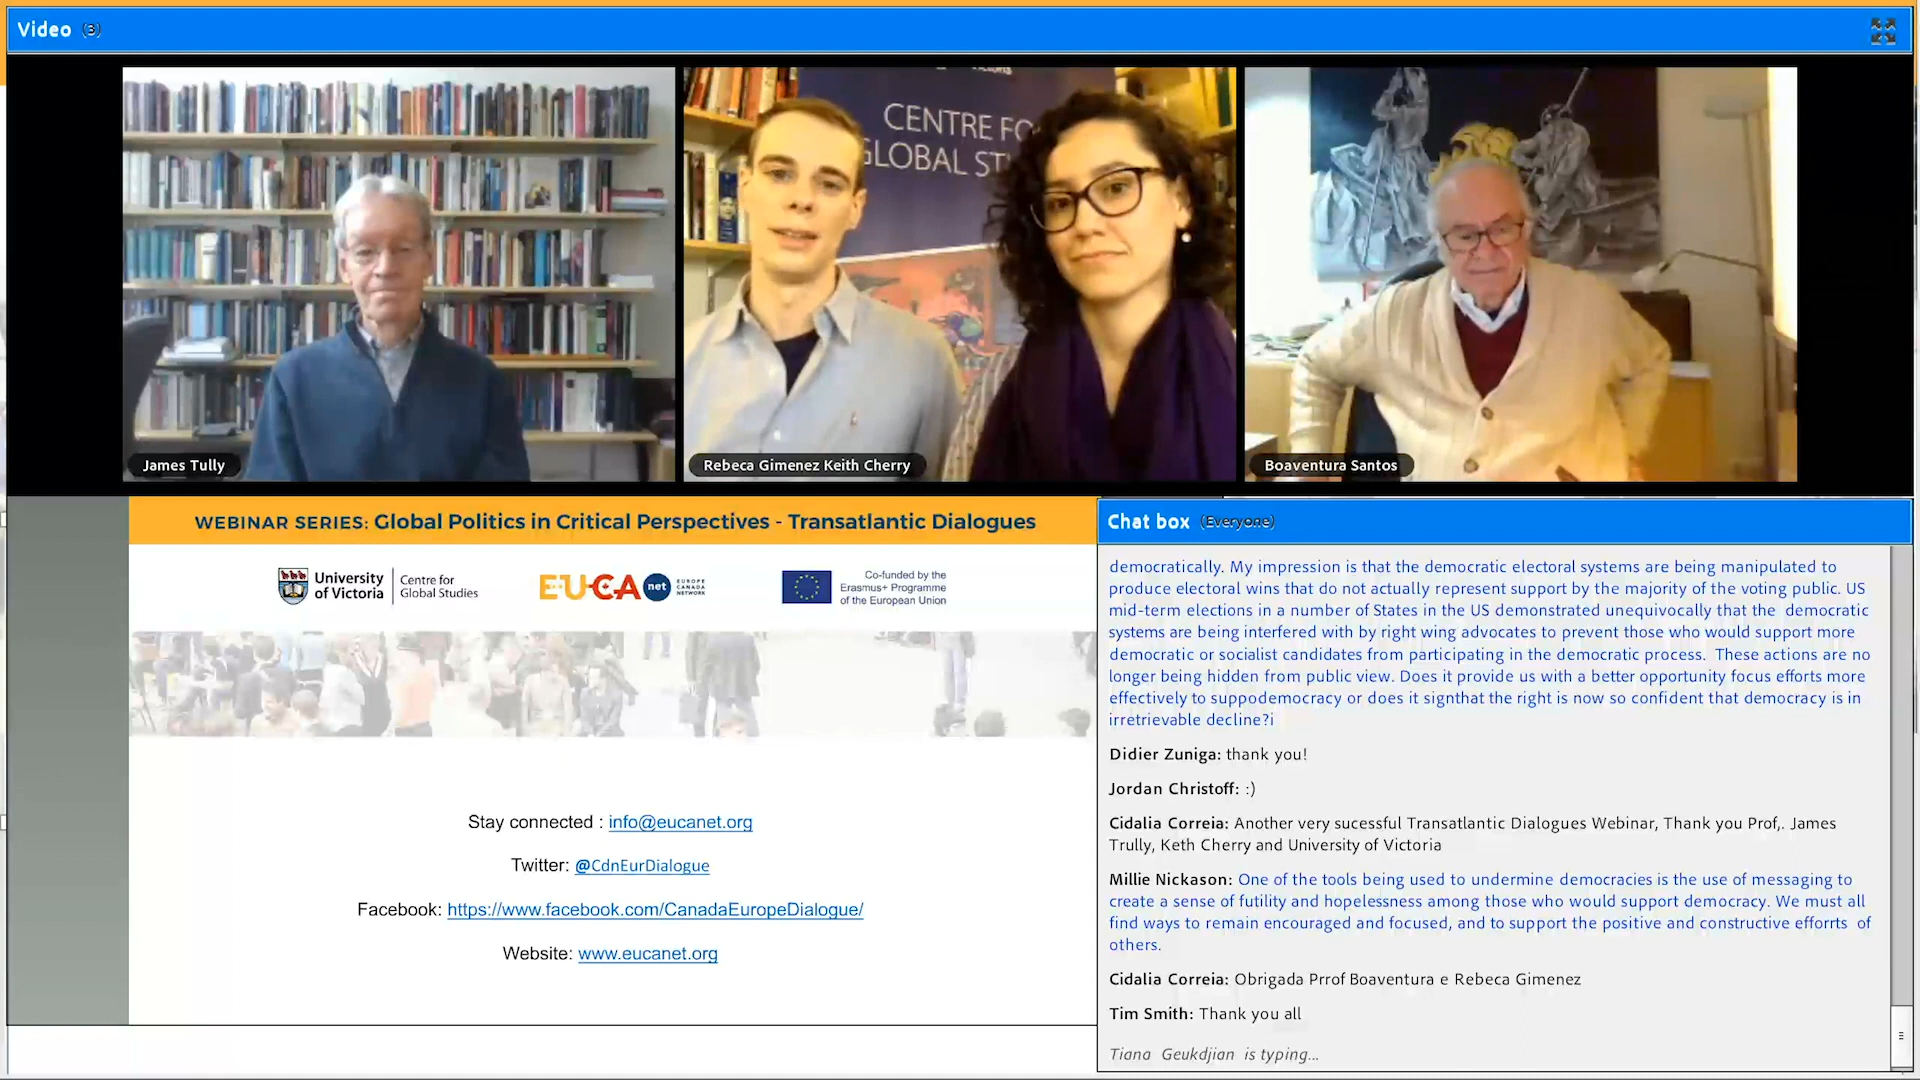 Video (3)
CENTRE FO
GLOBAL ST
James Tully
Rebeca Gimenez Keith Cherry
Boaventura Santos
WEBINAR SERIES: Global Politics in Critical Perspectives - Transatlantic Dialogues
University
of Victoria
Centre for
Global Studies
EUCA net
EUROPE
CANADA
NETWORK
Co-funded by the
Erasmus+ Programme
of the European Union
Stay connected : info@eucanet.org
Twitter: @CdnEurDialogue
Facebook: https://www.facebook.com/CanadaEuropeDialogue/
Website: www.eucanet.org
Chat box (Everyone)
democratically. My impression is that the democratic electoral systems are being manipulated to
produce electoral wins that do not actually represent support by the majority of the voting public. US
mid-term elections in a number of States in the US demonstrated unequivocally that the democratic
systems are being interfered with by right wing advocates to prevent those who would support more
democratic or socialist candidates from participating in the democratic process. These actions are no
longer being hidden from public view. Does it provide us with a better opportunity focus efforts more
effectively to suppodemocracy or does it signthat the right is now so confident that democracy is in
irretrievable decline?i
Didier Zuniga: thank you!
Jordan Christoff: :)
Cidalia Correia: Another very sucessful Transatlantic Dialogues Webinar, Thank you Prof,. James
Trully, Keth Cherry and University of Victoria
Millie Nickason: One of the tools being used to undermine democracies is the use of messaging to
create a sense of futility and hopelessness among those who would support democracy. We must all
find ways to remain encouraged and focused, and to support the positive and constructive efforrts of
others.
Cidalia Correia: Obrigada Prrof Boaventura e Rebeca Gimenez
Tim Smith: Thank you all
Tiana Geukdjian is typing...